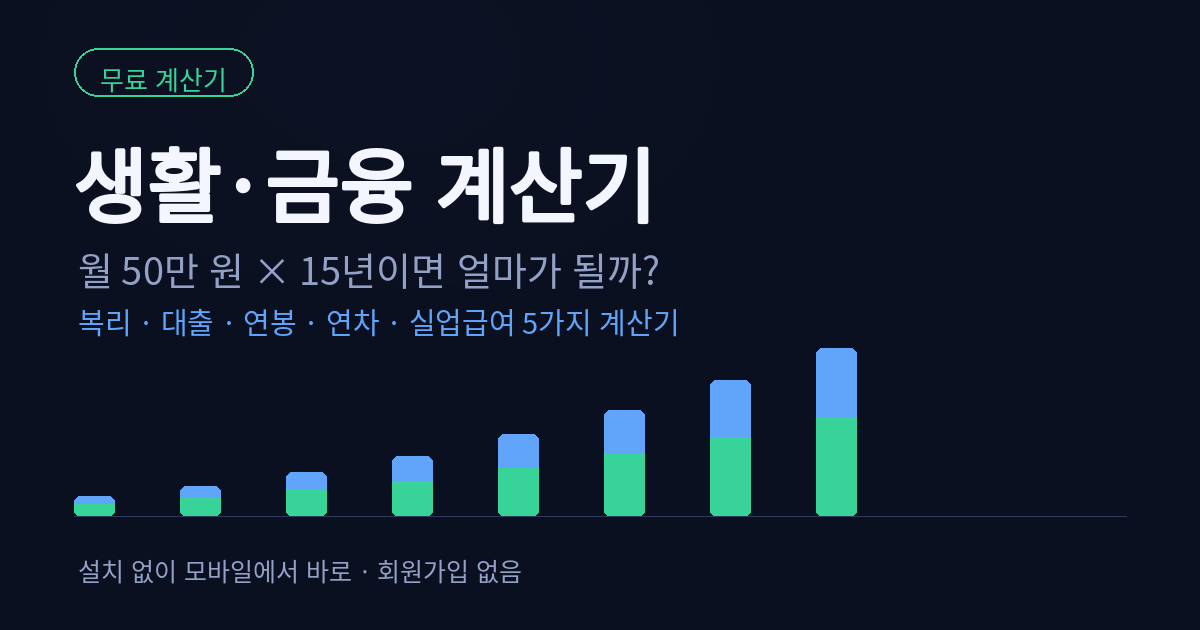 무료 계산기
생활·금융 계산기
월 50만 원 × 15년이면 얼마가 될까?
복리 · 대출 · 연봉 · 연차 · 실업급여 5가지 계산기
설치 없이 모바일에서 바로 · 회원가입 없음